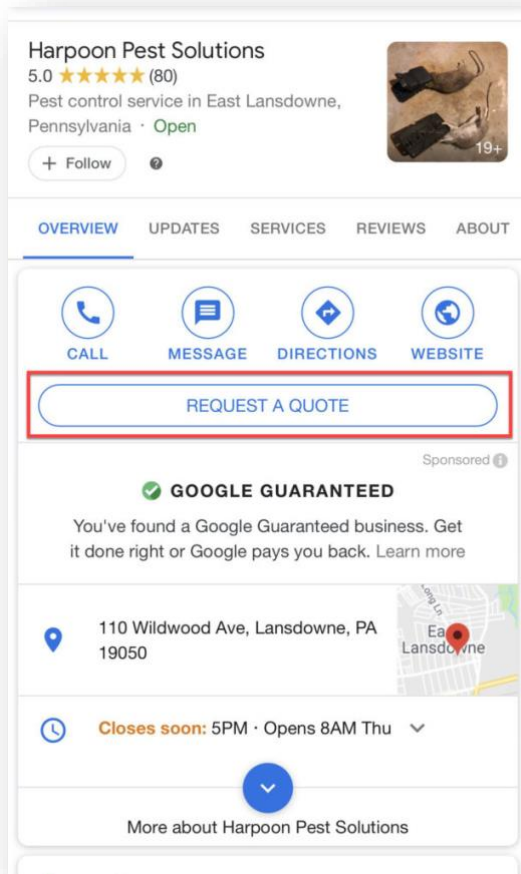 Harpoon Pest Solutions
5.0 ★★★★★ (80)
Pest control service in East Lansdowne,
Pennsylvania · Open
+ Follow
19+
OVERVIEW UPDATES SERVICES REVIEWS ABOUT
CALL MESSAGE DIRECTIONS WEBSITE
REQUEST A QUOTE
Sponsored
GOOGLE GUARANTEED
You've found a Google Guaranteed business. Get
it done right or Google pays you back. Learn more
110 Wildwood Ave, Lansdowne, PA
19050
Long Ln
Closes soon: 5PM · Opens 8AM Thu
More about Harpoon Pest Solutions